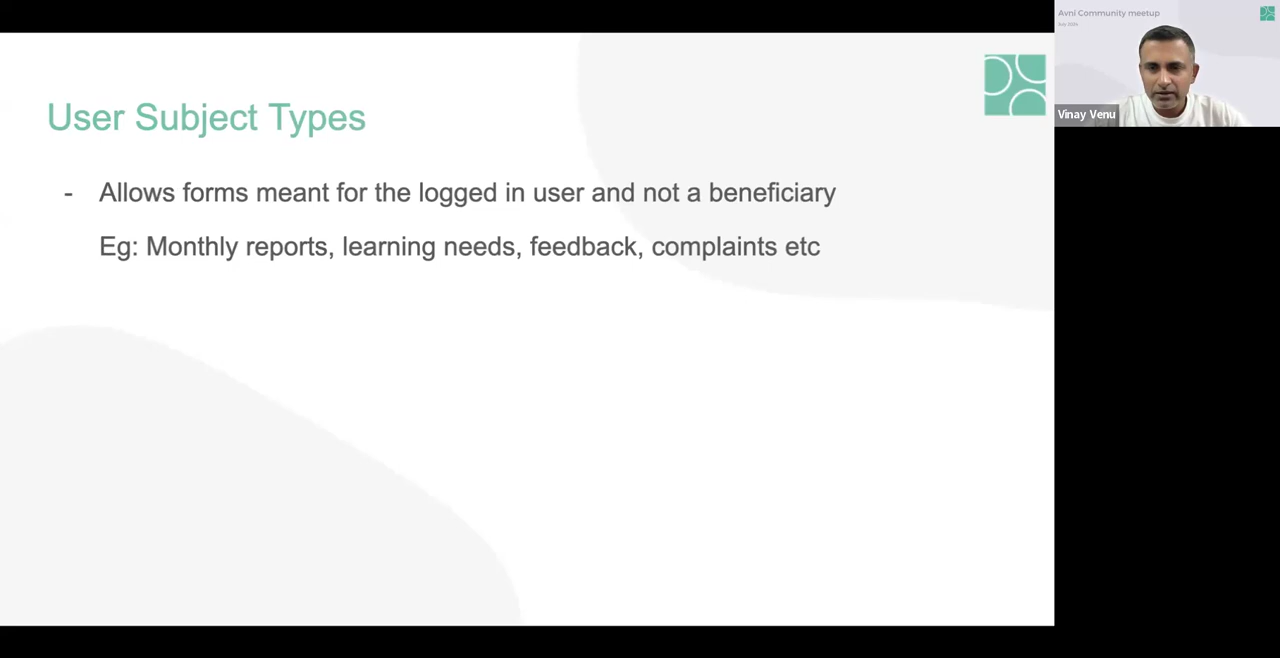 User Subject Types
- Allows forms meant for the logged in user and not a beneficiary
Eg: Monthly reports, learning needs, feedback, complaints etc
Avni Community meetup
Vinay Venu